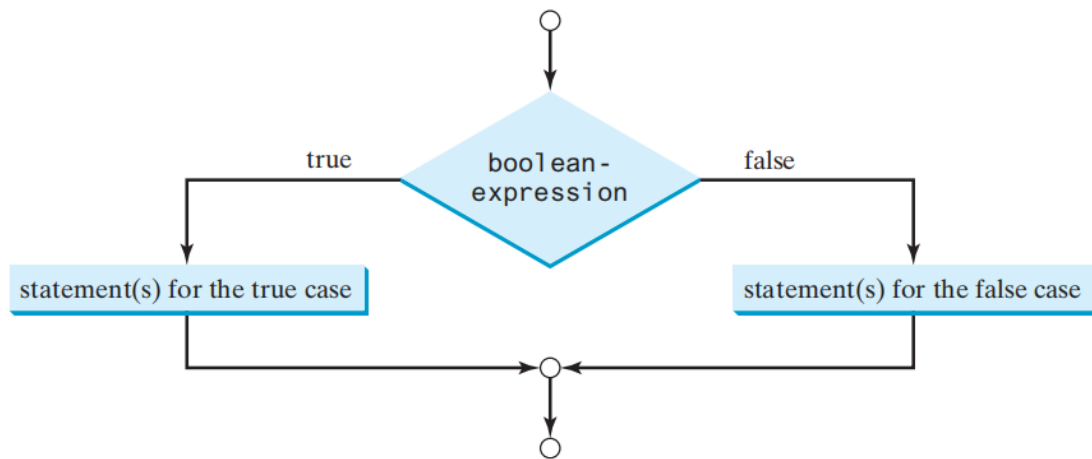 true
boolean-
expression
false
statement(s) for the true case
statement(s) for the false case